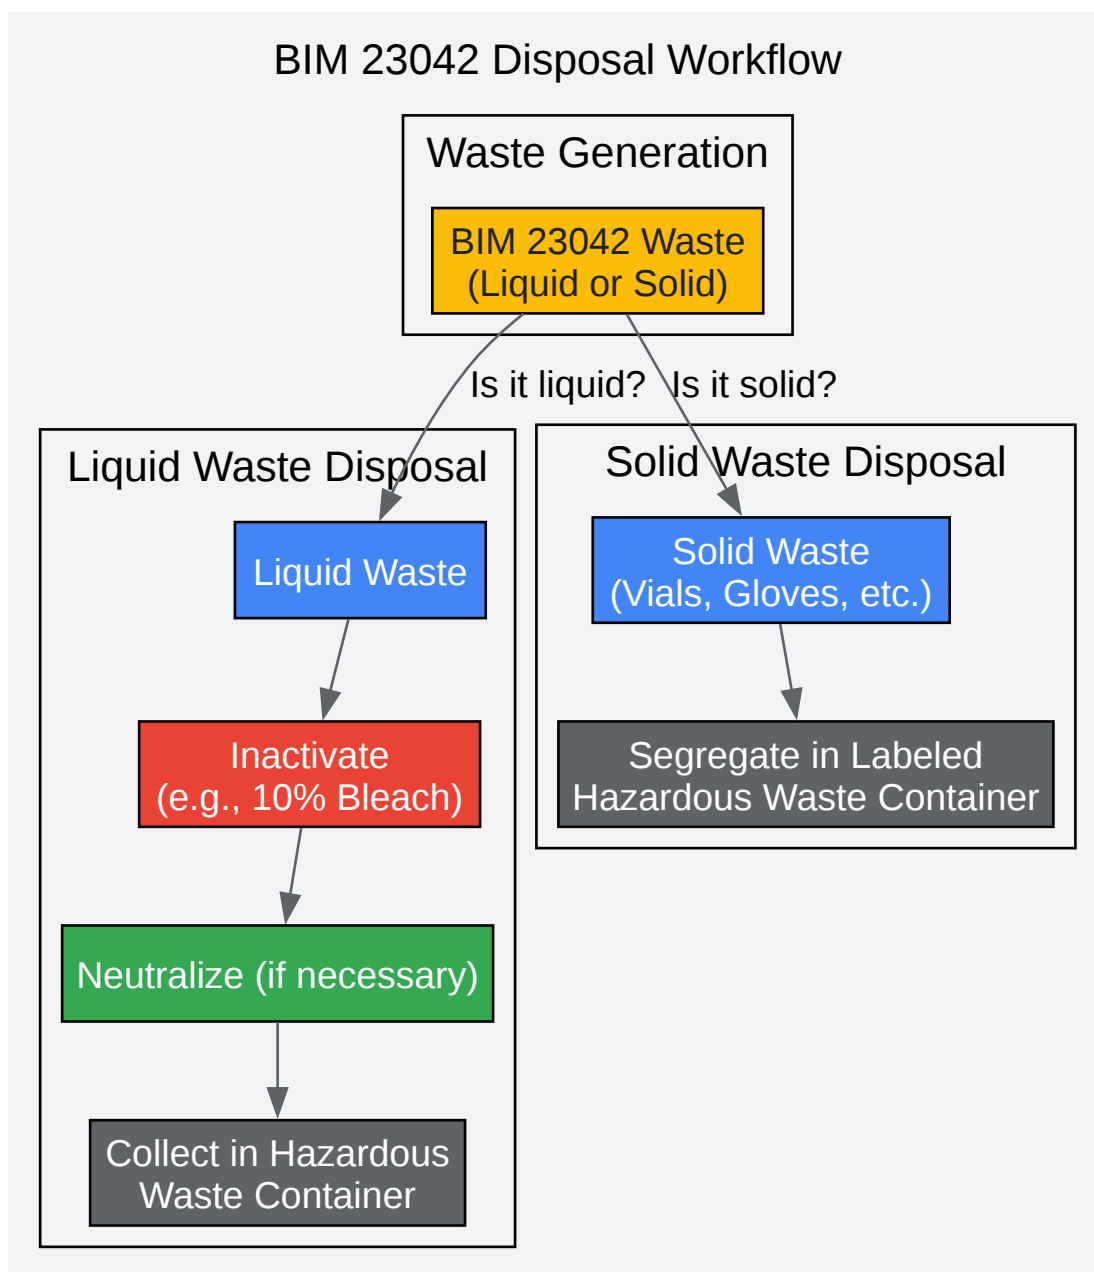 BIM 23042 Disposal Workflow
Waste Generation
BIM 23042 Waste
(Liquid or Solid)
Is it liquid?
Is it solid?
Liquid Waste Disposal
Liquid Waste
Inactivate
(e.g., 10% Bleach)
Neutralize (if necessary)
Collect in Hazardous
Waste Container
Solid Waste Disposal
Solid Waste
(Vials, Gloves, etc.)
Segregate in Labeled
Hazardous Waste Container